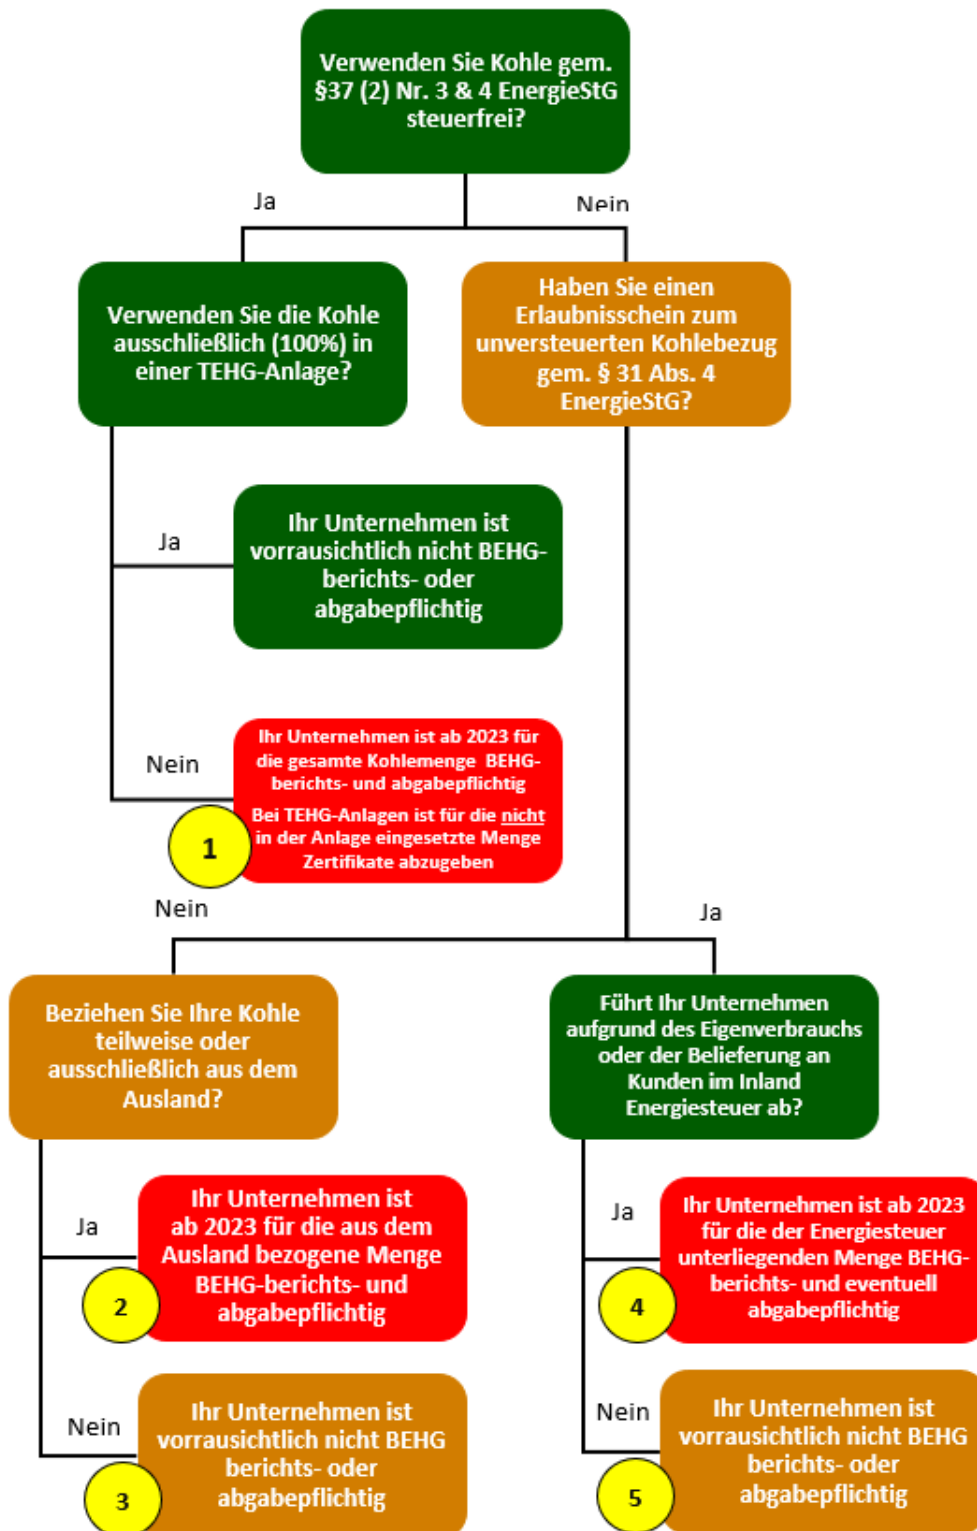 Verwenden Sie Kohle gem.
§37 (2) Nr. 3 & 4 EnergieStG
steuerfrei?
Ja
Nein
Verwenden Sie die Kohle
ausschließlich (100%) in
einer TEHG-Anlage?
Haben Sie einen
Erlaubnisschein zum
unversteuerten Kohlebezug
gem. § 31 Abs. 4
EnergieStG?
Ja
Ihr Unternehmen ist
vorrausichtlich nicht BEHG-
berichts- oder
abgabepflichtig
Nein
Ihr Unternehmen ist ab 2023 für
die gesamte Kohlemenge BEHG-
berichts- und abgabepflichtig
Bei TEHG-Anlagen ist für die nicht
in der Anlage eingesetzte Menge
Zertifikate abzugeben
1
Nein
Ja
Beziehen Sie Ihre Kohle
teilweise oder
ausschließlich aus dem
Ausland?
Führt Ihr Unternehmen
aufgrund des Eigenverbrauchs
oder der Belieferung an
Kunden im Inland
Energiesteuer ab?
Ja
Ihr Unternehmen ist
ab 2023 für die aus dem
Ausland bezogene Menge
BEHG-berichts- und
abgabepflichtig
2
Ja
Ihr Unternehmen ist ab 2023
für die der Energiesteuer
unterliegenden Menge BEHG-
berichts- und eventuell
abgabepflichtig
4
Nein
Ihr Unternehmen ist
vorrausichtlich nicht BEHG
berichts- oder
abgabepflichtig
3
Nein
Ihr Unternehmen ist
vorrausichtlich nicht BEHG
berichts- oder
abgabepflichtig
5